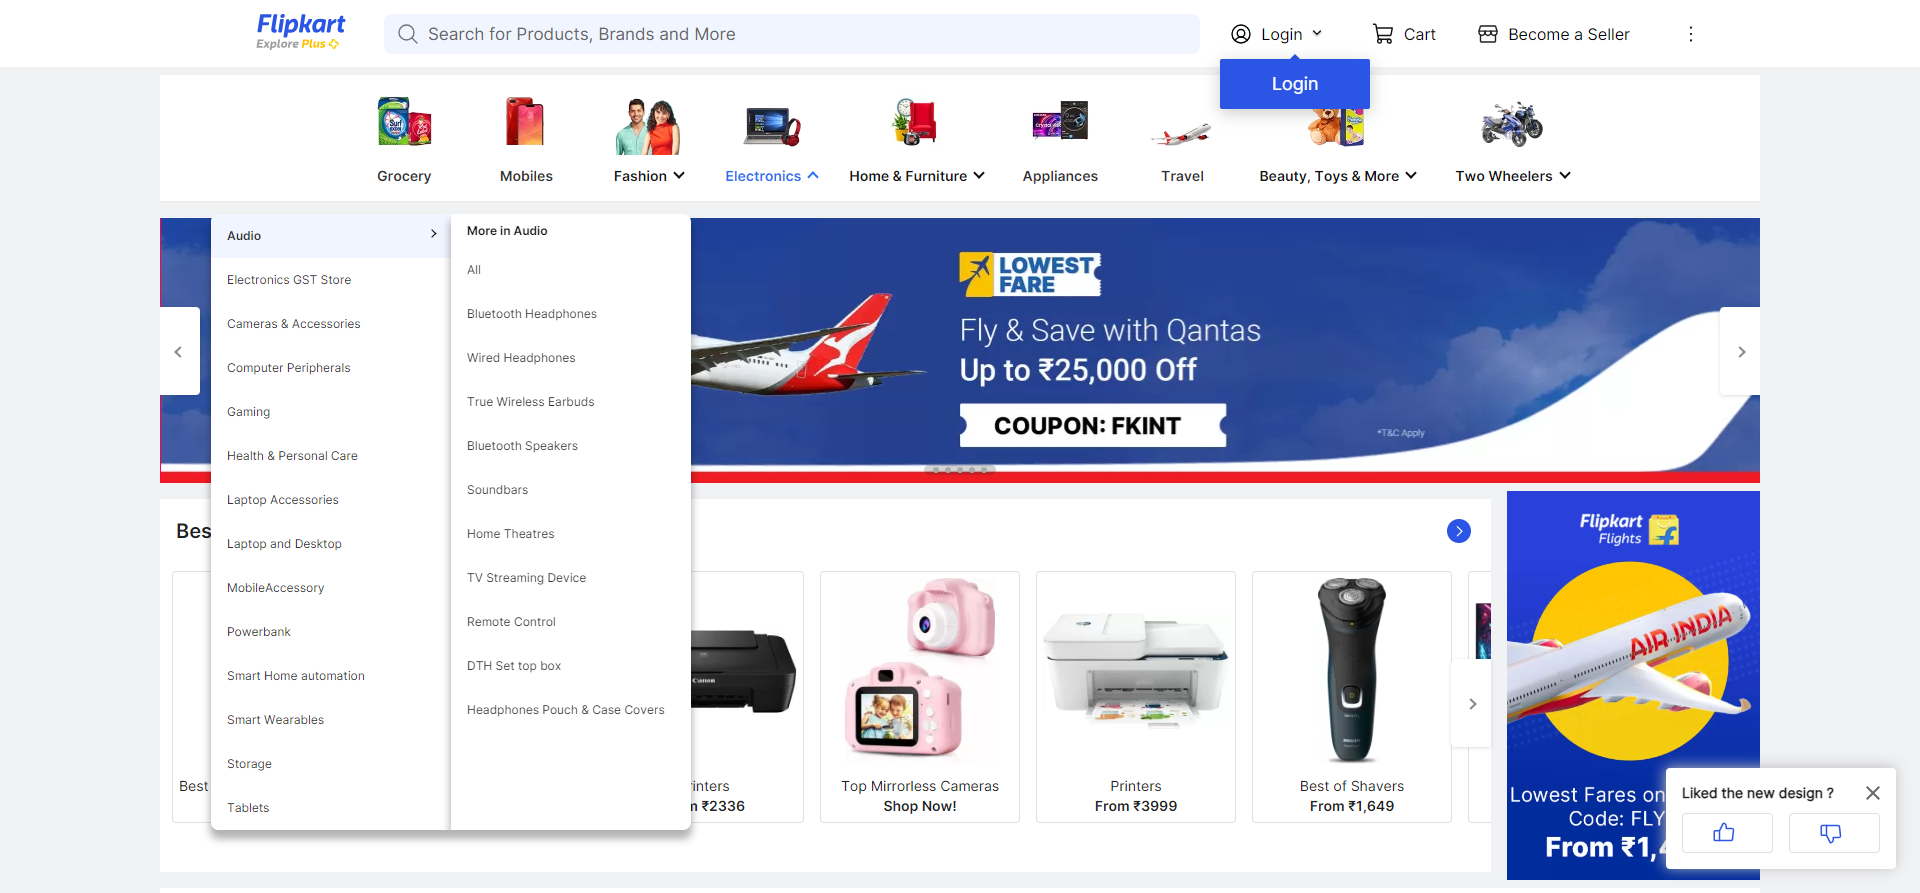 Flipkart
Explore Plus
Search for Products, Brands and More
Login
Cart
Become a Seller
Login
Grocery
Mobiles
Fashion
Electronics
Home & Furniture
Appliances
Travel
Beauty, Toys & More
Two Wheelers
Audio
Electronics GST Store
Cameras & Accessories
Computer Peripherals
Gaming
Health & Personal Care
Laptop Accessories
Laptop and Desktop
MobileAccessory
Powerbank
Smart Home automation
Smart Wearables
Storage
Tablets
More in Audio
All
Bluetooth Headphones
Wired Headphones
True Wireless Earbuds
Bluetooth Speakers
Soundbars
Home Theatres
TV Streaming Device
Remote Control
DTH Set top box
Headphones Pouch & Case Covers
LOWEST
FARE
Fly & Save with Qantas
Up to ₹25,000 Off
COUPON: FKINT
*T&C Apply
Bes
Best
Canon
inters
₹2336
Top Mirrorless Cameras
Shop Now!
Printers
From ₹3999
Best of Shavers
From ₹1,649
Flipkart
Flights
AIR INDIA
Lowest Fares on
Code: FLY
From ₹1,
Liked the new design ?